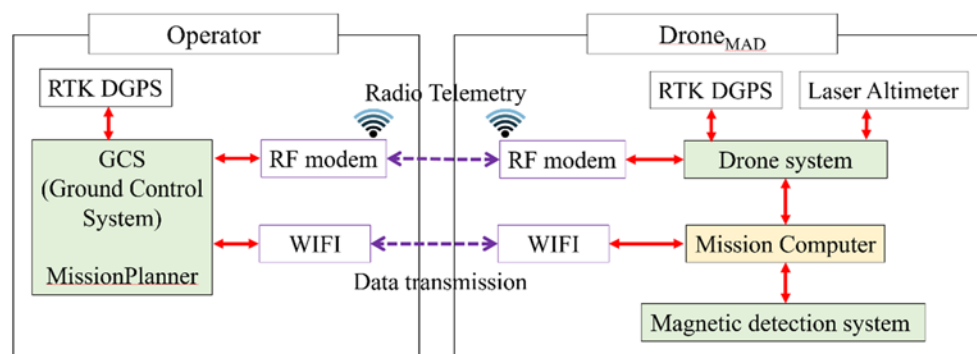 Operator
Drone_MAD
RTK DGPS
Radio Telemetry
RTK DGPS
Laser Altimeter
GCS
(Ground Control
System)
MissionPlanner
RF modem
RF modem
Drone system
WIFI
WIFI
Mission Computer
Data transmission
Magnetic detection system